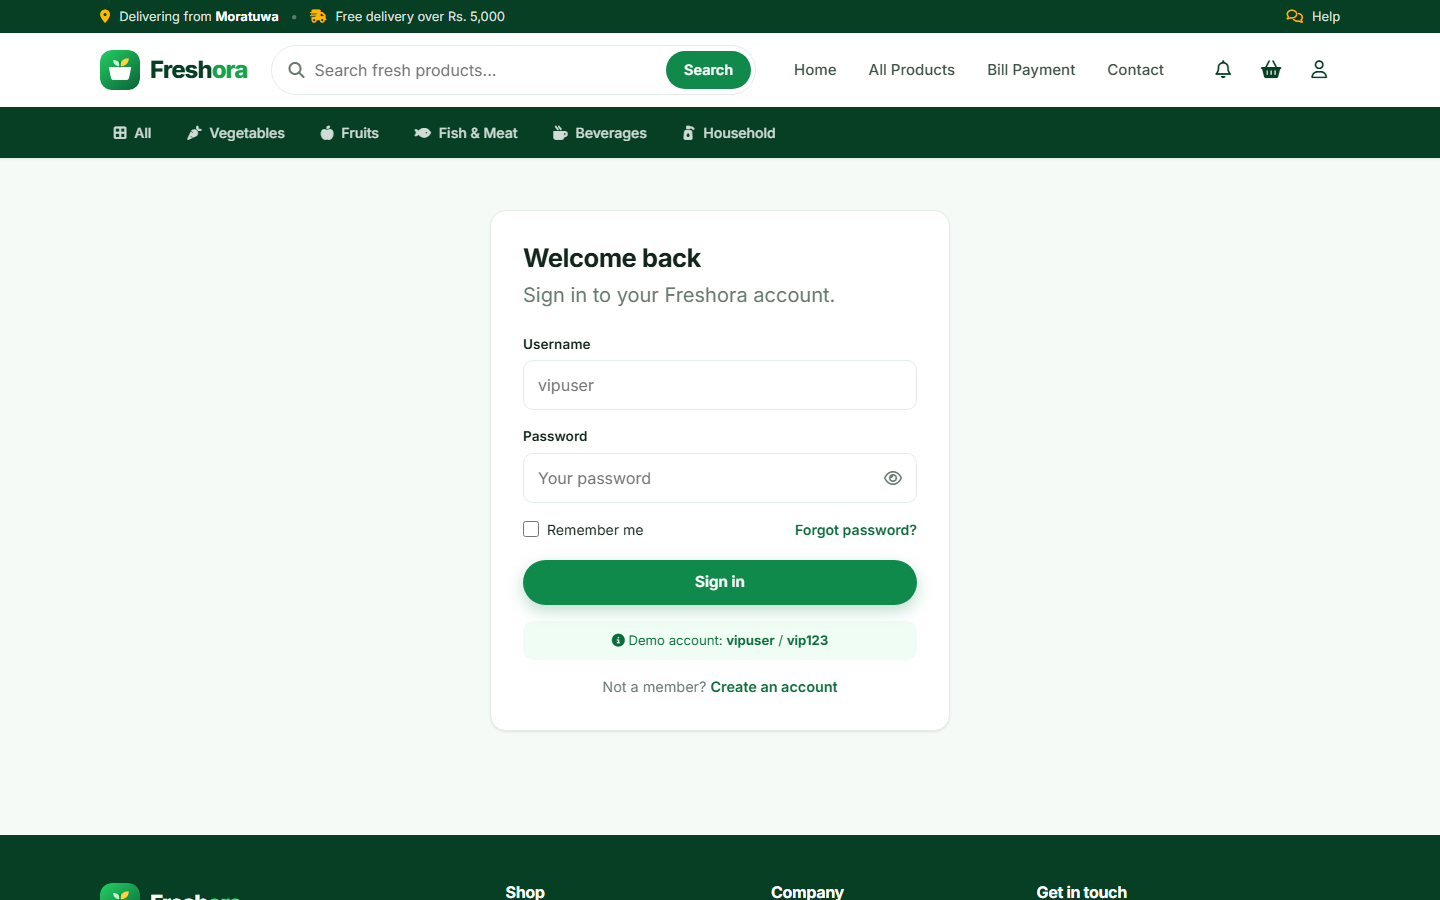 Delivering from Moratuwa • Free delivery over Rs. 5,000 Help
Freshora Search fresh products... Search Home All Products Bill Payment Contact
All Vegetables Fruits Fish & Meat Beverages Household
Welcome back
Sign in to your Freshora account.
Username
vipuser
Password
Your password
Remember me Forgot password?
Sign in
Demo account: vipuser / vip123
Not a member? Create an account
Freshora Shop Company Get in touch